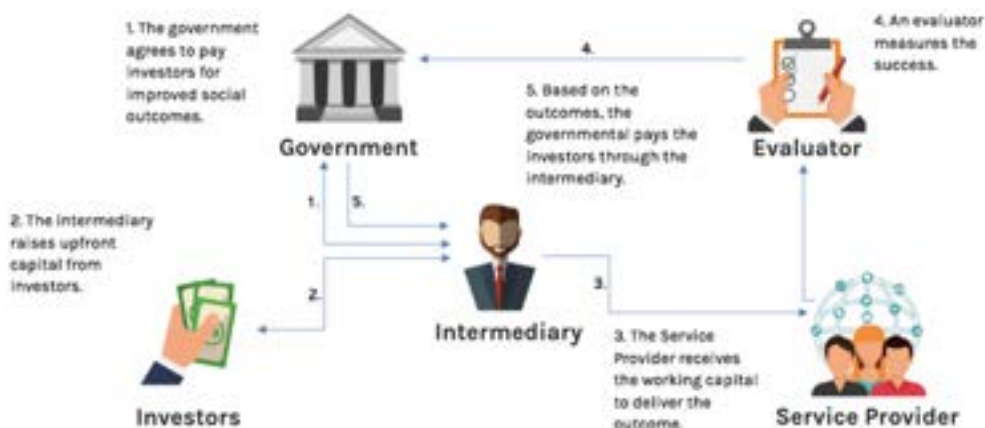 1. The government
agrees to pay
investors for
improved social
outcomes.
Government
4.
4. An evaluator
measures the
success.
Evaluator
5. Based on the
outcomes, the
governmental pays the
investors through the
intermediary.
1.
5.
2. The intermediary
raises upfront
capital from
investors.
2.
Investors
Intermediary
3.
3. The Service
Provider receives
the working capital
to deliver the
outcome.
Service Provider